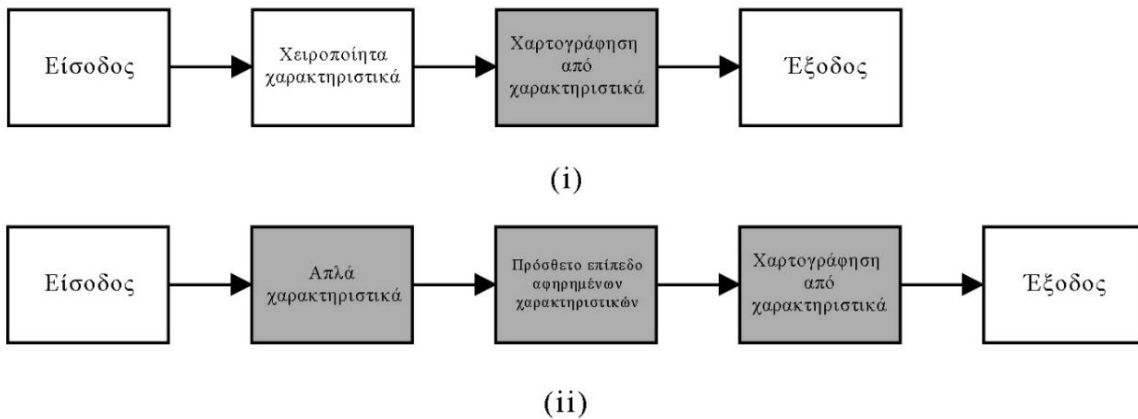 Είσοδος
Χειροποίητα
χαρακτηριστικά
Χαρτογράφηση
από
χαρακτηριστικά
Έξοδος
(i)
Είσοδος
Απλά
χαρακτηριστικά
Πρόσθετο επίπεδο
αφηρημένων
χαρακτηριστικών
Χαρτογράφηση
από
χαρακτηριστικά
Έξοδος
(ii)